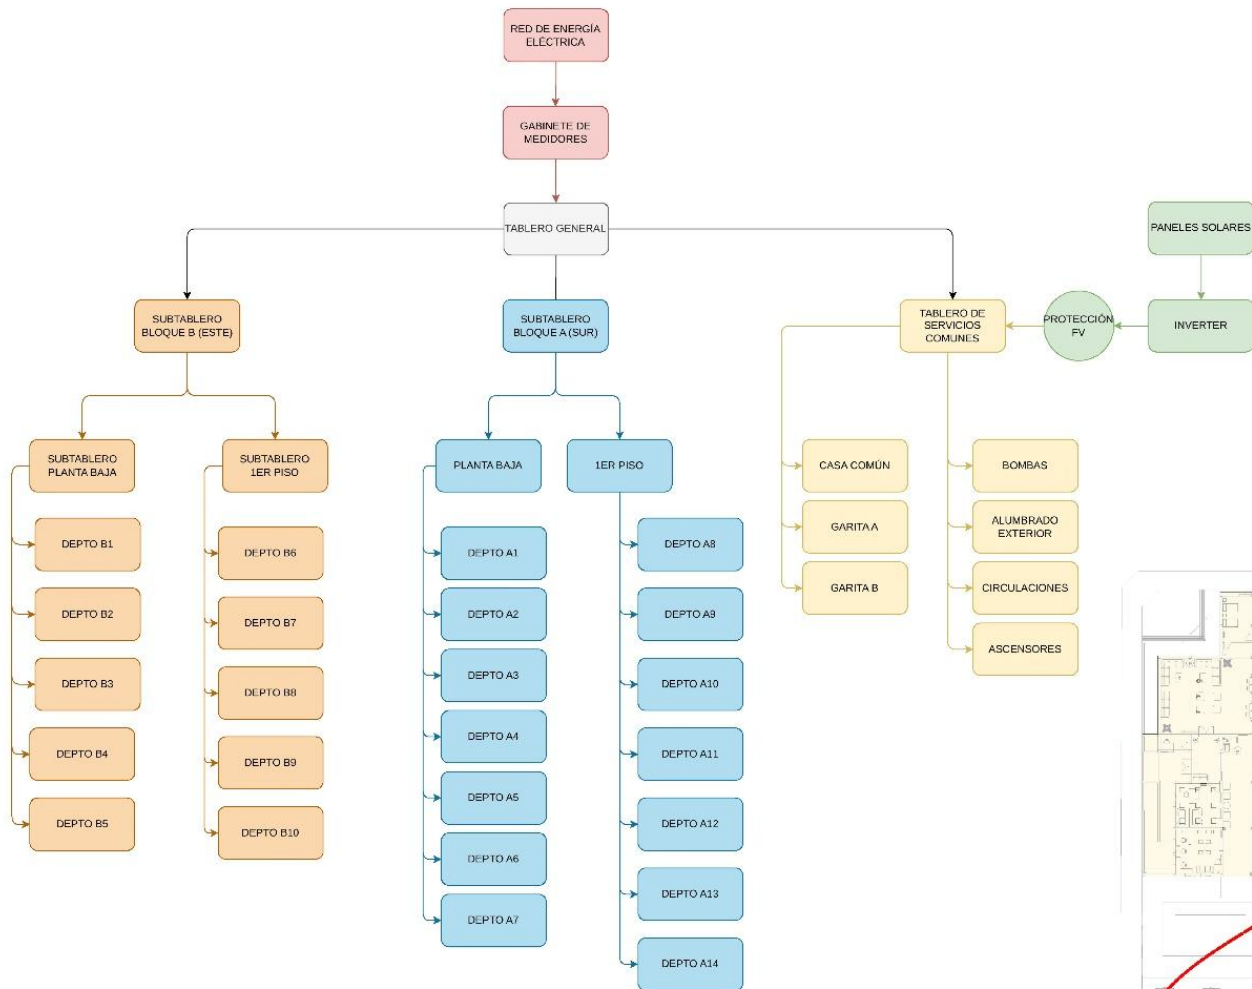 RED DE ENERGÍA
ELÉCTRICA
GABINETE DE
MEDIDORES
TABLERO GENERAL
PANELES SOLARES
SUBTABLERO
BLOQUE B (ESTE)
SUBTABLERO
BLOQUE A (SUR)
TABLERO DE
SERVICIOS
COMUNES
PROTECCIÓN
FV
INVERTER
SUBTABLERO
PLANTA BAJA
SUBTABLERO
1ER PISO
PLANTA BAJA
1ER PISO
CASA COMÚN
BOMBAS
DEPTO B1
DEPTO B2
DEPTO B3
DEPTO B4
DEPTO B5
DEPTO B6
DEPTO B7
DEPTO B8
DEPTO B9
DEPTO B10
DEPTO A1
DEPTO A2
DEPTO A3
DEPTO A4
DEPTO A5
DEPTO A6
DEPTO A7
DEPTO A8
DEPTO A9
DEPTO A10
DEPTO A11
DEPTO A12
DEPTO A13
DEPTO A14
GARITA A
GARITA B
ALUMBRADO
EXTERIOR
CIRCULACIONES
ASCENSORES